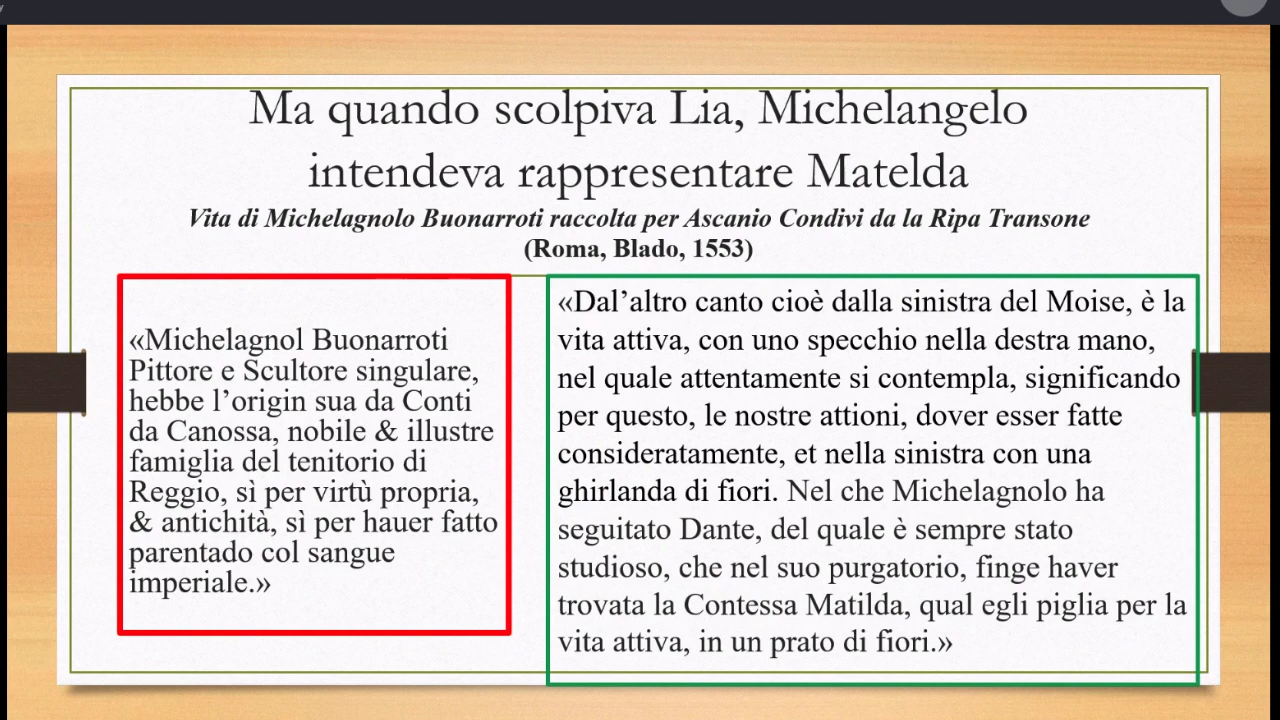 Ma quando scolpiva Lia, Michelangelo
intendeva rappresentare Matelda
Vita di Michelagnolo Buonarroti raccolta per Ascanio Condivi da la Ripa Transone
(Roma, Blado, 1553)
«Michelagnol Buonarroti
Pittore e Scultore singulare,
hebbe l’origin sua da Conti
da Canossa, nobile & illustre
famiglia del tenitorio di
Reggio, sì per virtù propria,
& antichità, sì per hauer fatto
parentado col sangue
imperiale.»
«Dal’altro canto cioè dalla sinistra del Moise, è la
vita attiva, con uno specchio nella destra mano,
nel quale attentamente si contempla, significando
per questo, le nostre attioni, dover esser fatte
consideratamente, et nella sinistra con una
ghirlanda di fiori. Nel che Michelagnolo ha
seguitato Dante, del quale è sempre stato
studioso, che nel suo purgatorio, finge haver
trovata la Contessa Matilda, qual egli piglia per la
vita attiva, in un prato di fiori.»